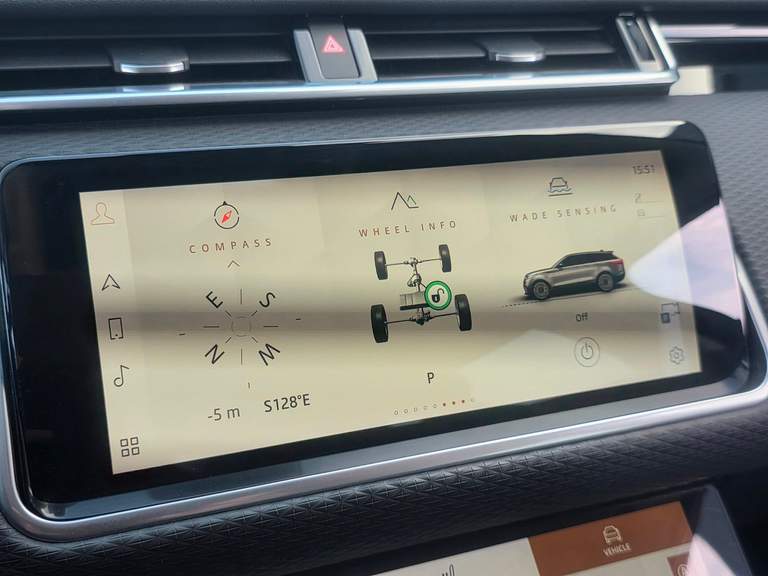 15:51
COMPASS
WHEEL INFO
WADE SENSING
E
S
N
W
Off
P
-5 m
S128°E
VEHICLE